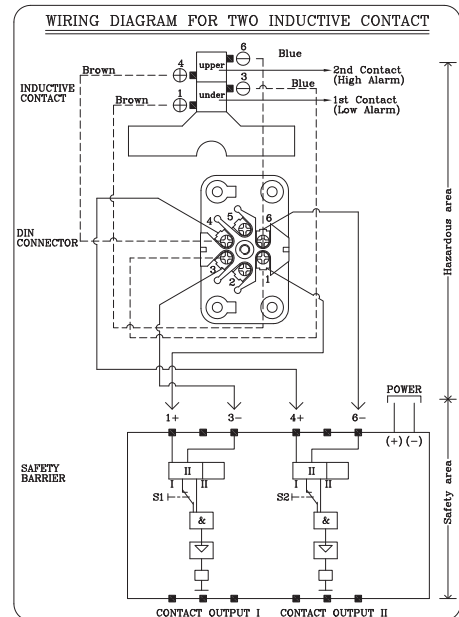 WIRING DIAGRAM FOR TWO INDUCTIVE CONTACT
6
Blue
4
upper
2nd Contact
(High Alarm)
Brown
3
INDUCTIVE
CONTACT
under
Blue
1
Brown
1st Contact
(Low Alarm)
Hazardous area
DIN
CONNECTOR
4
5
6
3
2
1
POWER
1+
3-
4+
6-
(+) (-)
SAFETY
BARRIER
II
II
I
II
I
II
S1
S2
&
&
Safety area
CONTACT OUTPUT I
CONTACT OUTPUT II